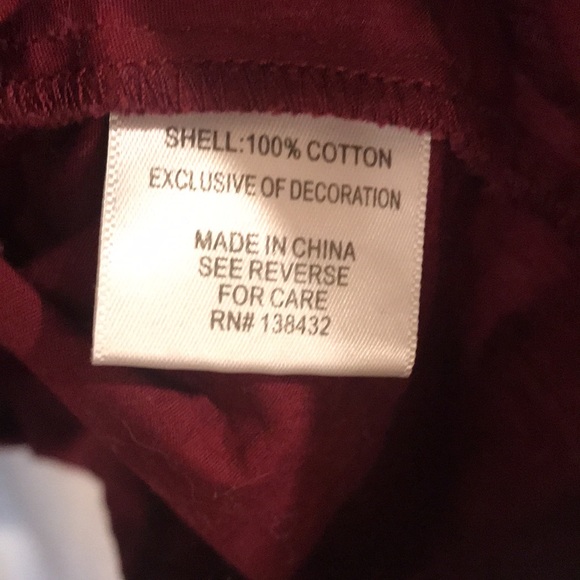 SHELL:100% COTTON
EXCLUSIVE OF DECORATION
MADE IN CHINA
SEE REVERSE
FOR CARE
RN# 138432